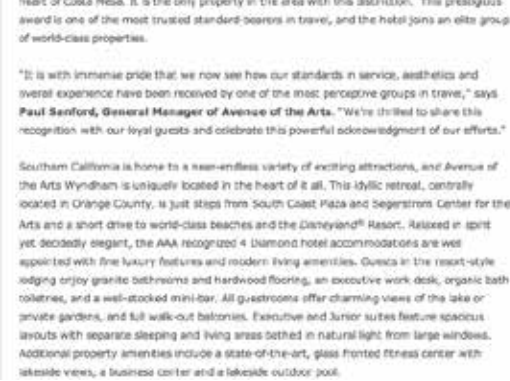 heart of Costa Mesa. It is the only property in the area with this distinction. This prestigious
award is one of the most trusted standard-bearers in travel, and the hotel joins an elite group
of world-class properties.
"It is with immense pride that we now see how our standards in service, aesthetics and
overall experience have been received by one of the most perceptive groups in travel," says
Paul Sanford, General Manager of Avenue of the Arts. "We're thrilled to share this
recognition with our loyal guests and celebrate this powerful acknowledgment of our efforts."
Southern California is home to a near-endless variety of exciting attractions, and Avenue of
the Arts Wyndham is uniquely located in the heart of it all. This idyllic retreat, centrally
located in Orange County, is just steps from South Coast Plaza and Segerstrom Center for the
Arts and a short drive to world-class beaches and the Disneyland® Resort. Relaxed in spirit
yet decidedly elegant, the AAA recognized 4 Diamond hotel accommodations are well
appointed with fine luxury features and modern living amenities. Guests in the resort-style
lodging enjoy granite bathrooms and hardwood flooring, an executive work desk, organic bath
toiletries, and a well-stocked mini-bar. All guestrooms offer charming views of the lake or
private gardens, and full walk-out balconies. Executive and Junior suites feature spacious
layouts with separate sleeping and living areas bathed in natural light from large windows.
Additional property amenities include a state-of-the-art, glass fronted fitness center with
lakeside views, a business center and a lakeside outdoor pool.